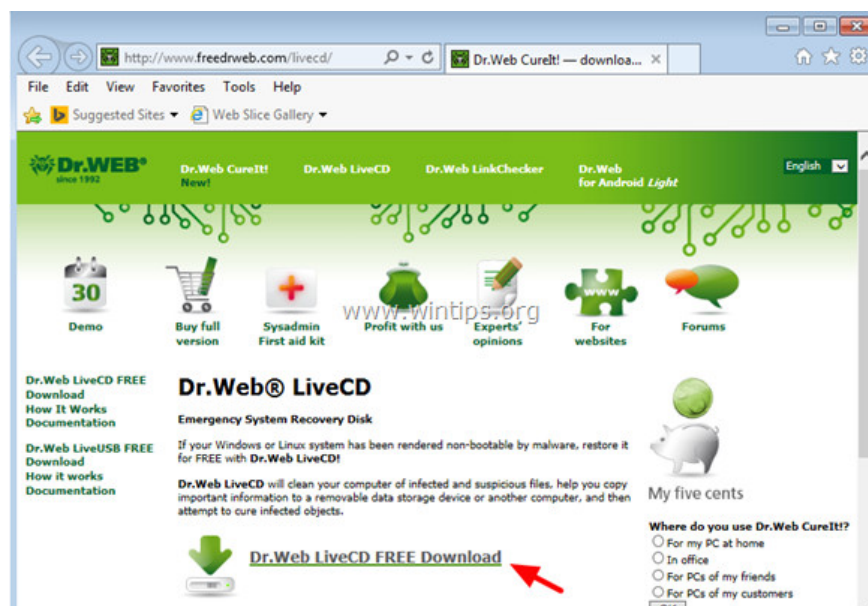 http://www.freedrweb.com/livecd/
Dr.Web CureIt! — downloa...
File Edit View Favorites Tools Help
Suggested Sites
Web Slice Gallery
Dr.WEB®
since 1992
Dr.Web CureIt!
New!
Dr.Web LiveCD
Dr.Web LinkChecker
Dr.Web
for Android Light
English
30
www
Demo
Buy full
version
Sysadmin
First aid kit
Profit with us
Experts'
opinions
For
websites
Forums
www.wintips.org
Dr.Web LiveCD FREE
Download
How It Works
Documentation
Dr.Web LiveUSB FREE
Download
How it works
Documentation
Dr.Web® LiveCD
Emergency System Recovery Disk
If your Windows or Linux system has been rendered non-bootable by malware, restore it
for FREE with Dr.Web LiveCD!
Dr.Web LiveCD will clean your computer of infected and suspicious files, help you copy
important information to a removable data storage device or another computer, and then
attempt to cure infected objects.
Dr.Web LiveCD FREE Download
My five cents
Where do you use Dr.Web CureIt!?
For my PC at home
In office
For PCs of my friends
For PCs of my customers